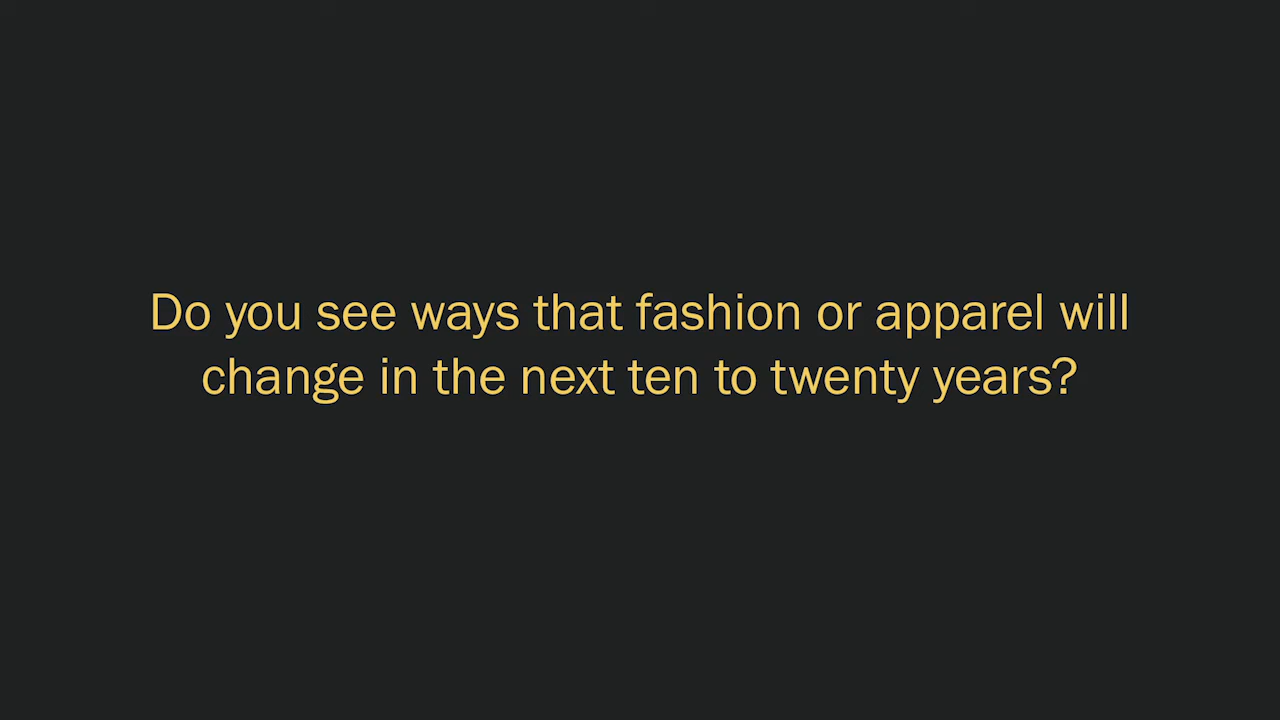 Do you see ways that fashion or apparel will
change in the next ten to twenty years?